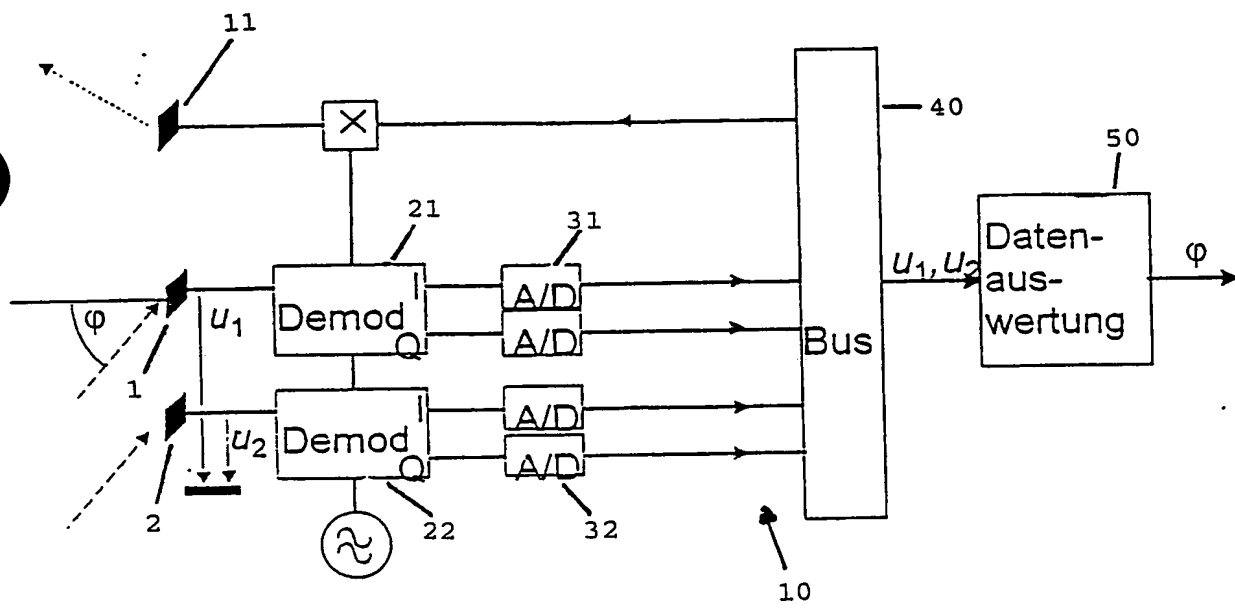 11
X
40
50
21
31
I
Demod
A/D
Q
A/D
Bus
u₁, u₂
Daten-
aus-
wertung
φ
φ
u₁
1
I
Demod
A/D
Q
A/D
u₂
2
22
32
10